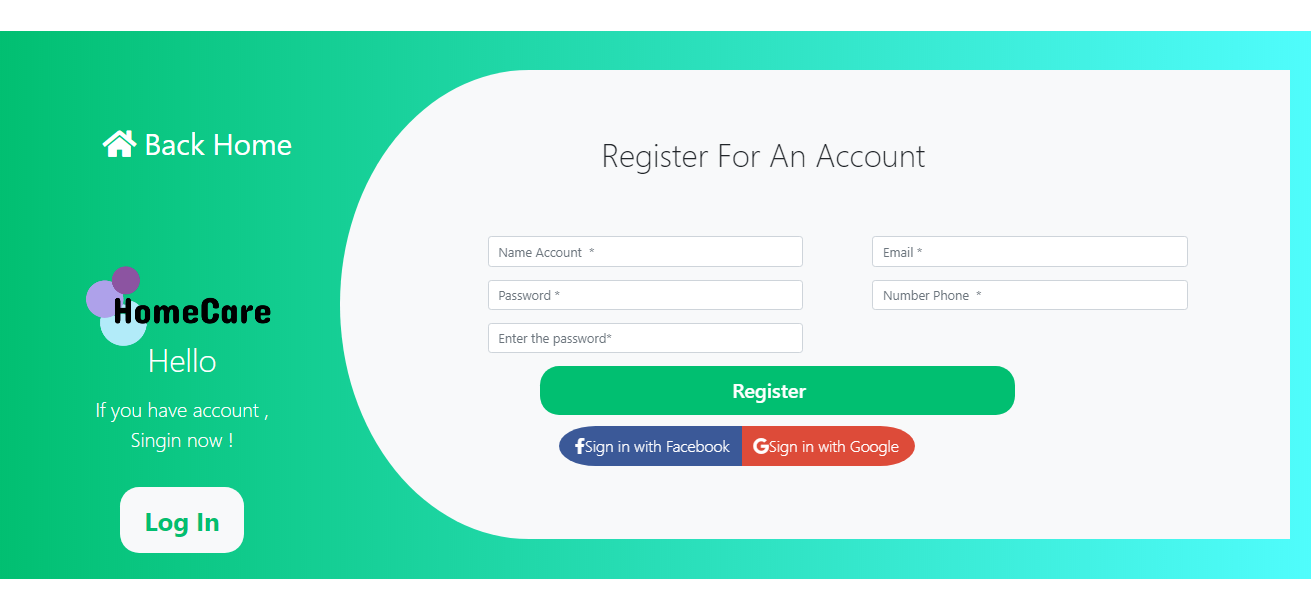 Back Home
HomeCare
Hello
If you have account ,
Singin now !
Log In
Register For An Account
Name Account *
Email *
Password *
Number Phone *
Enter the password*
Register
Sign in with Facebook
Sign in with Google